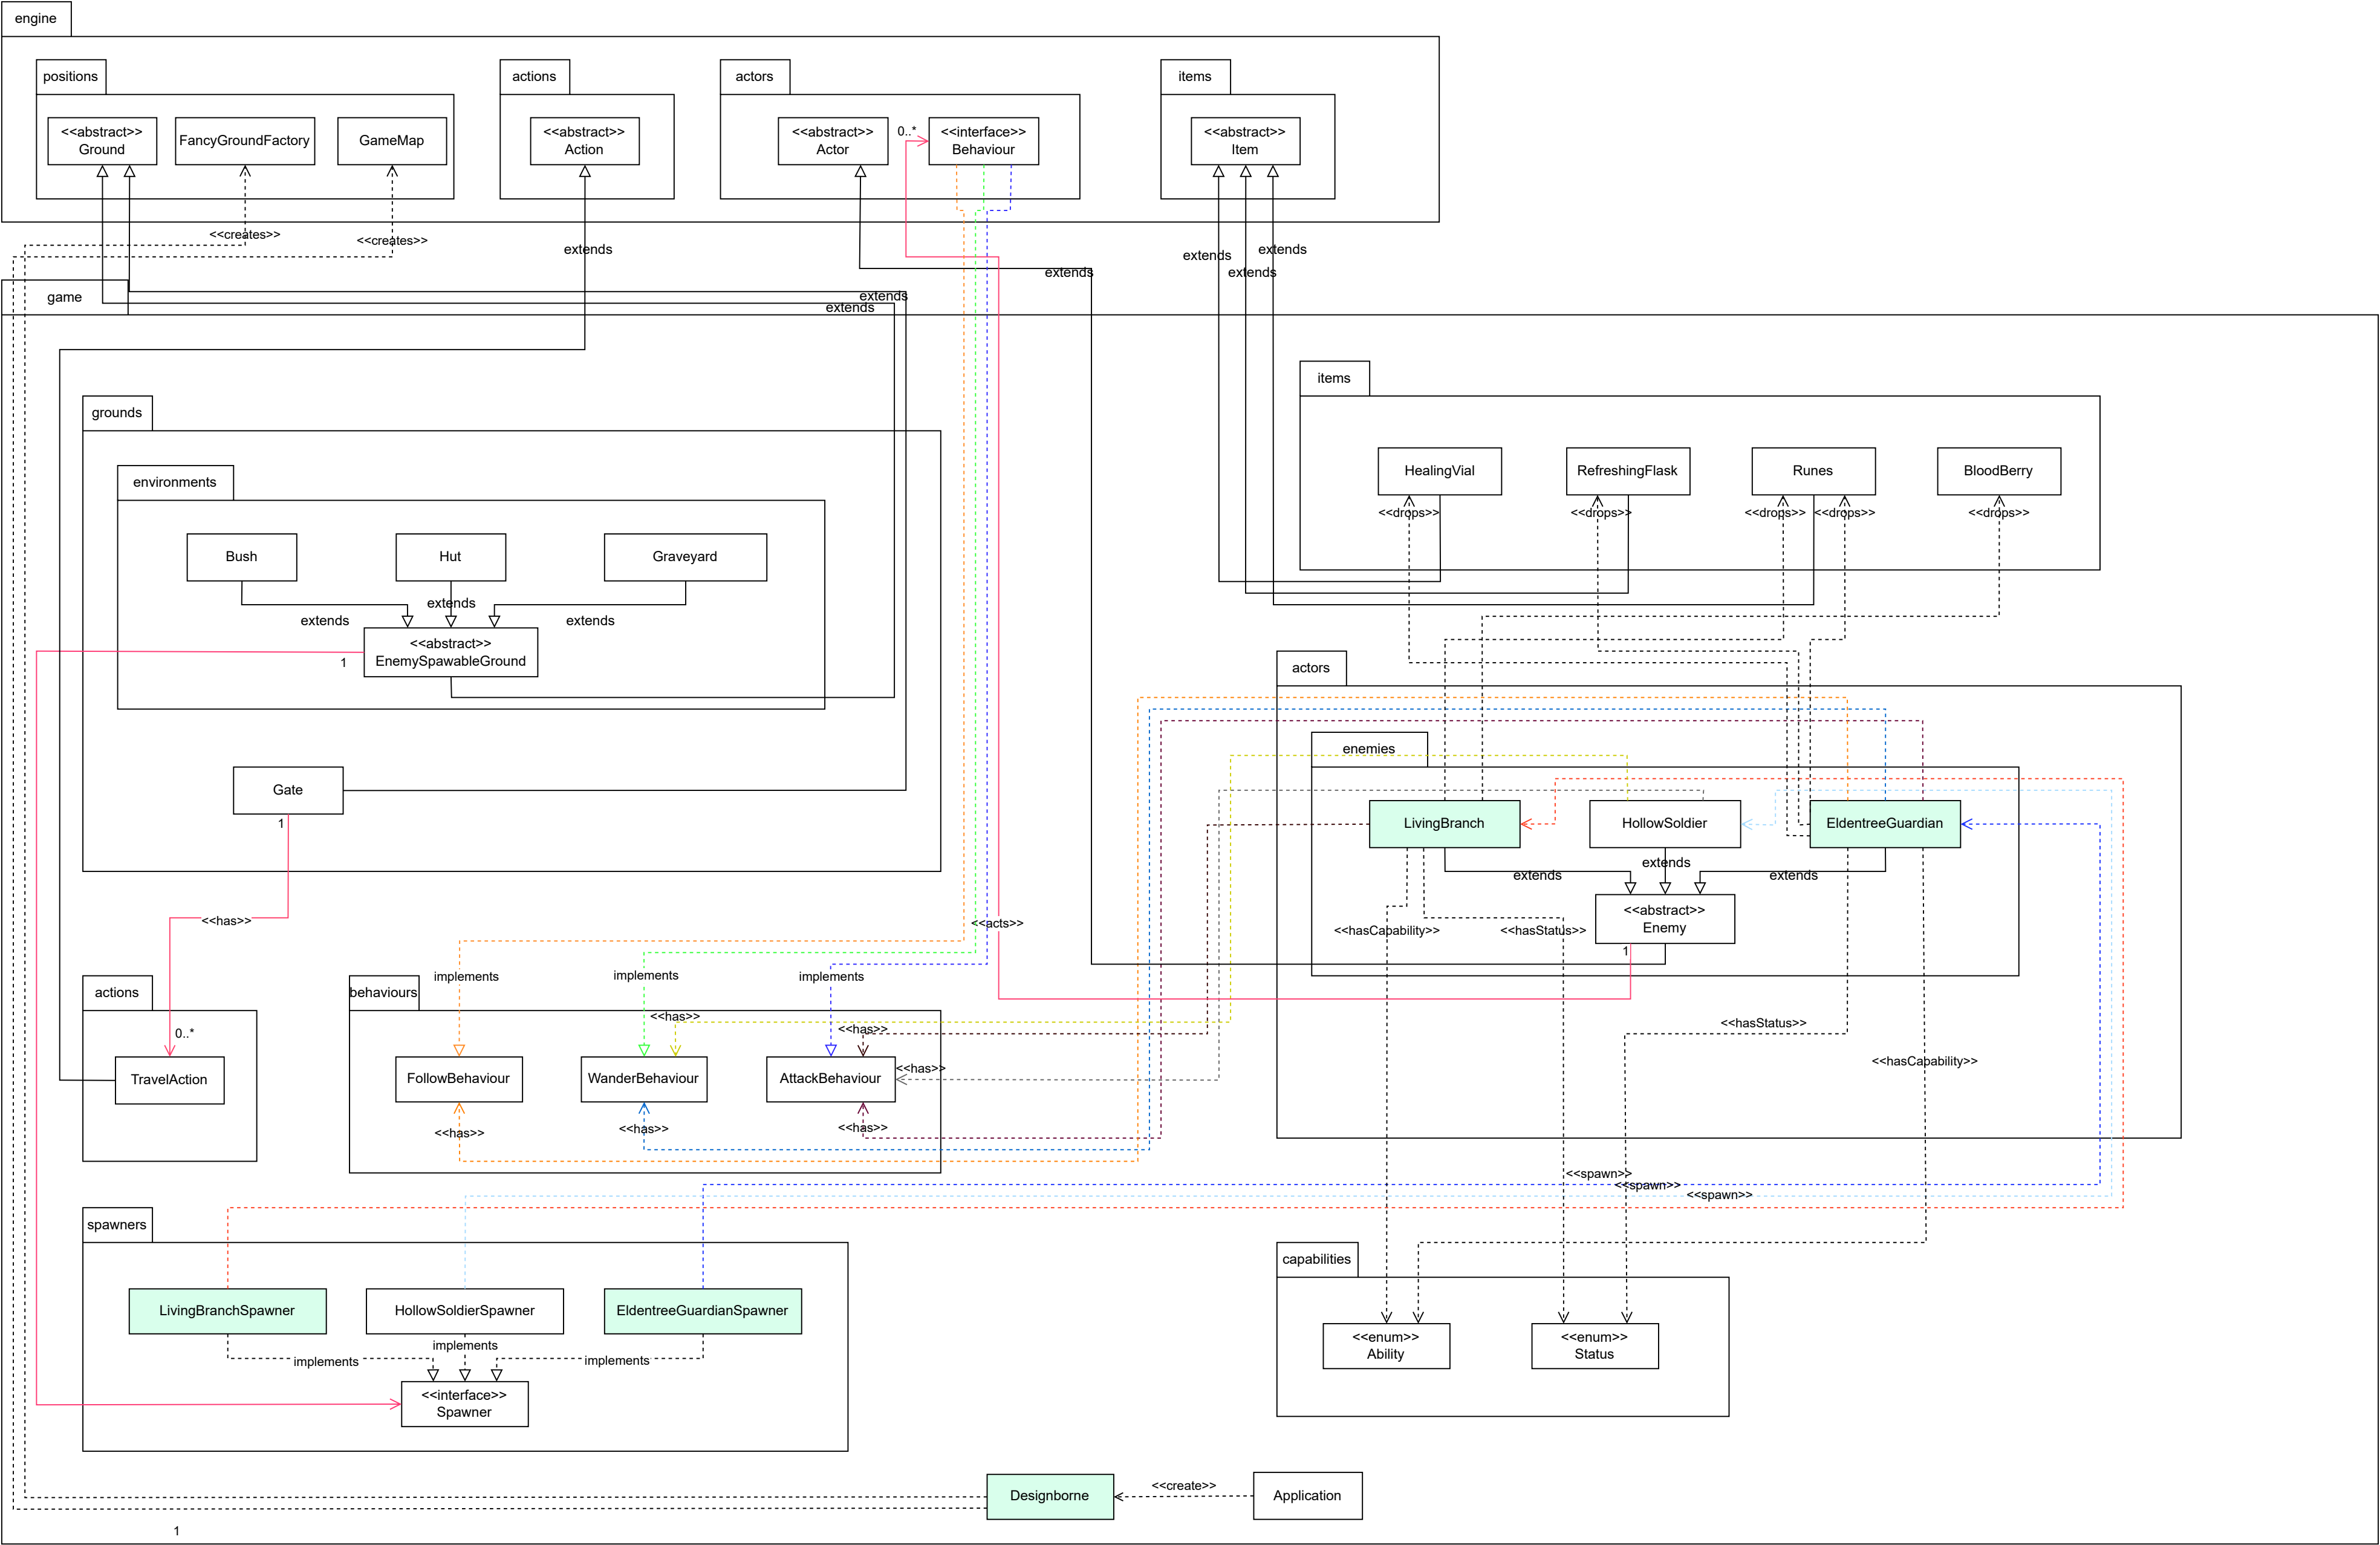 engine
positions
actions
actors
items
<<abstract>>
Ground
FancyGroundFactory
GameMap
<<abstract>>
Action
<<abstract>>
Actor
0..*
<<interface>>
Behaviour
<<abstract>>
Item
<<creates>>
<<creates>>
extends
extends
extends
extends
extends
game
extends
extends
items
grounds
HealingVial
RefreshingFlask
Runes
BloodBerry
environments
<<drops>>
<<drops>>
<<drops>>
<<drops>>
<<drops>>
Bush
Hut
Graveyard
extends
extends
extends
<<abstract>>
EnemySpawableGround
1
actors
enemies
Gate
1
LivingBranch
HollowSoldier
EldentreeGuardian
extends
extends
extends
<<abstract>>
Enemy
1
<<has>>
<<acts>>
<<hasCapability>>
<<hasStatus>>
implements
implements
implements
actions
behaviours
<<has>>
<<has>>
<<hasStatus>>
0..*
<<has>>
<<hasCapability>>
TravelAction
FollowBehaviour
WanderBehaviour
AttackBehaviour
<<has>>
<<has>>
<<has>>
<<spawn>>
<<spawn>>
<<spawn>>
spawners
capabilities
LivingBranchSpawner
HollowSoldierSpawner
EldentreeGuardianSpawner
implements
implements
implements
<<enum>>
Ability
<<enum>>
Status
<<interface>>
Spawner
Designborne
<<create>>
Application
1